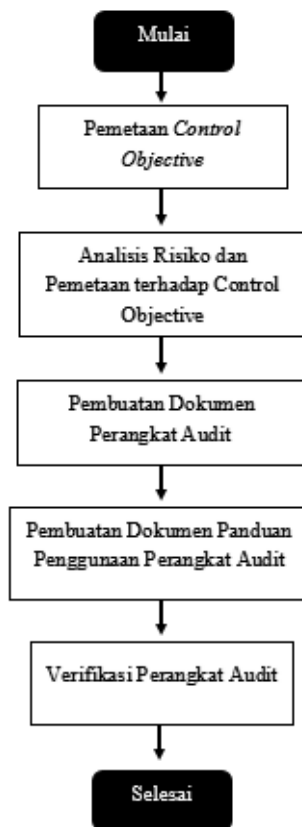 Mulai
Pemetaan Control
Objective
Analisis Risiko dan
Pemetaan terhadap Control
Objective
Pembuatan Dokumen
Perangkat Audit
Pembuatan Dokumen Panduan
Penggunaan Perangkat Audit
Verifikasi Perangkat Audit
Selesai